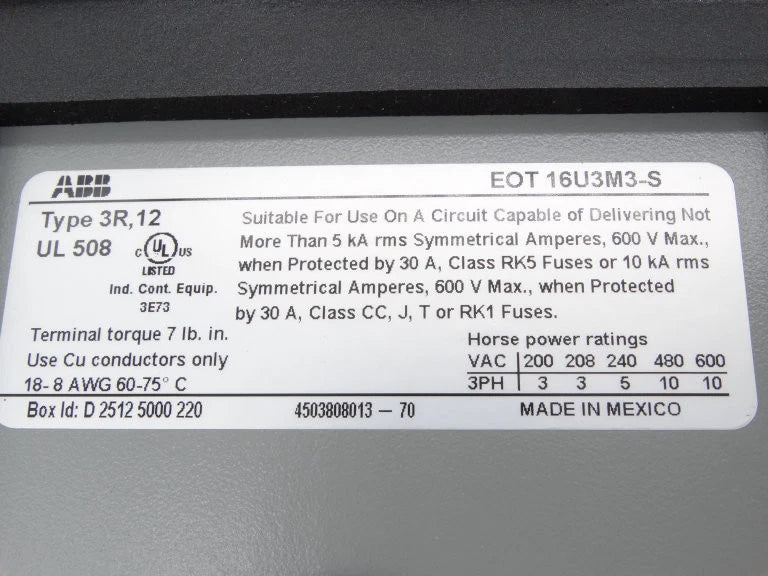 ABB
EOT 16U3M3-S
Type 3R,12
UL 508
C UL US
LISTED
Ind. Cont. Equip.
3E73
Suitable For Use On A Circuit Capable of Delivering Not
More Than 5 kA rms Symmetrical Amperes, 600 V Max.,
when Protected by 30 A, Class RK5 Fuses or 10 kA rms
Symmetrical Amperes, 600 V Max., when Protected
by 30 A, Class CC, J, T or RK1 Fuses.
Terminal torque 7 lb. in.
Use Cu conductors only
18- 8 AWG 60-75° C
Horse power ratings
VAC 200 208 240 480 600
3PH 3 3 5 10 10
Box Id: D 2512 5000 220
4503808013 — 70
MADE IN MEXICO